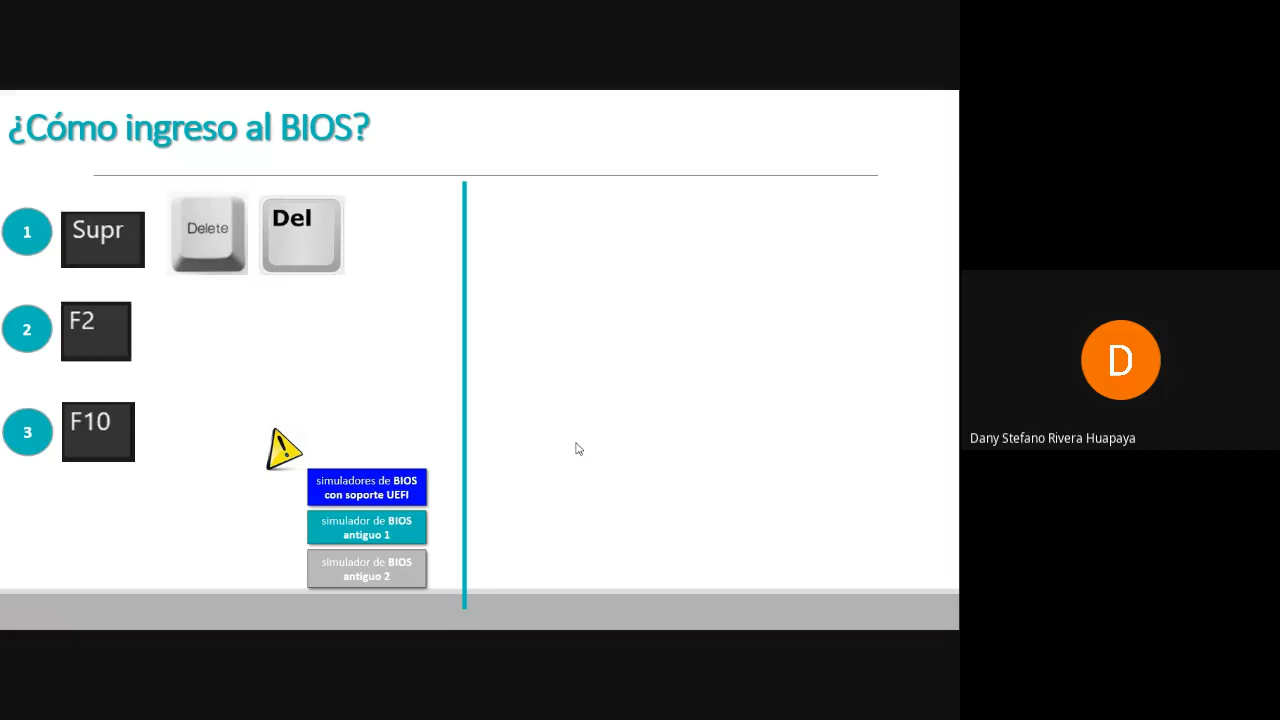 ¿Cómo ingreso al BIOS?
1
Supr
Delete
Del
2
F2
3
F10
simuladores de BIOS
con soporte UEFI
simulador de BIOS
antiguo 1
simulador de BIOS
antiguo 2
D
Dany Stefano Rivera Huapaya